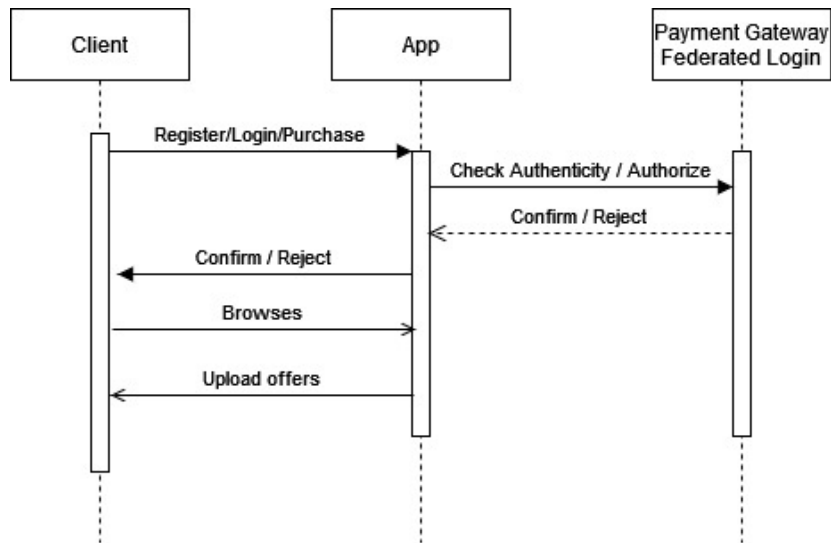 Client
App
Payment Gateway
Federated Login
Register/Login/Purchase
Check Authenticity / Authorize
Confirm / Reject
Confirm / Reject
Browses
Upload offers